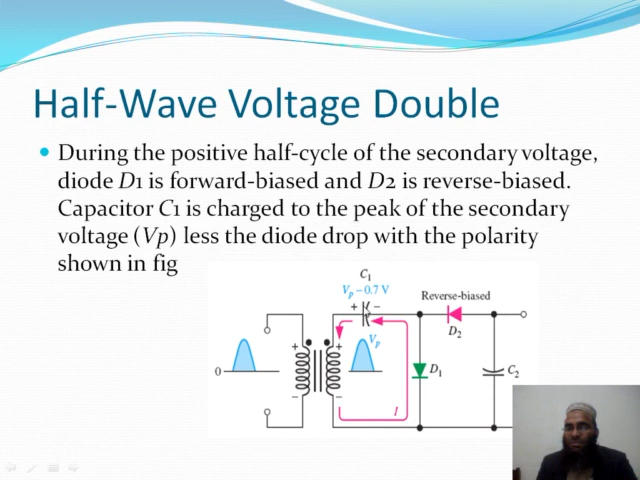 Half-Wave Voltage Double
During the positive half-cycle of the secondary voltage,
diode D1 is forward-biased and D2 is reverse-biased.
Capacitor C1 is charged to the peak of the secondary
voltage (Vp) less the diode drop with the polarity
shown in fig
C1
Vp – 0.7 V
Reverse-biased
+ –
D2
+ + Vp
0 D1 C2
– – I